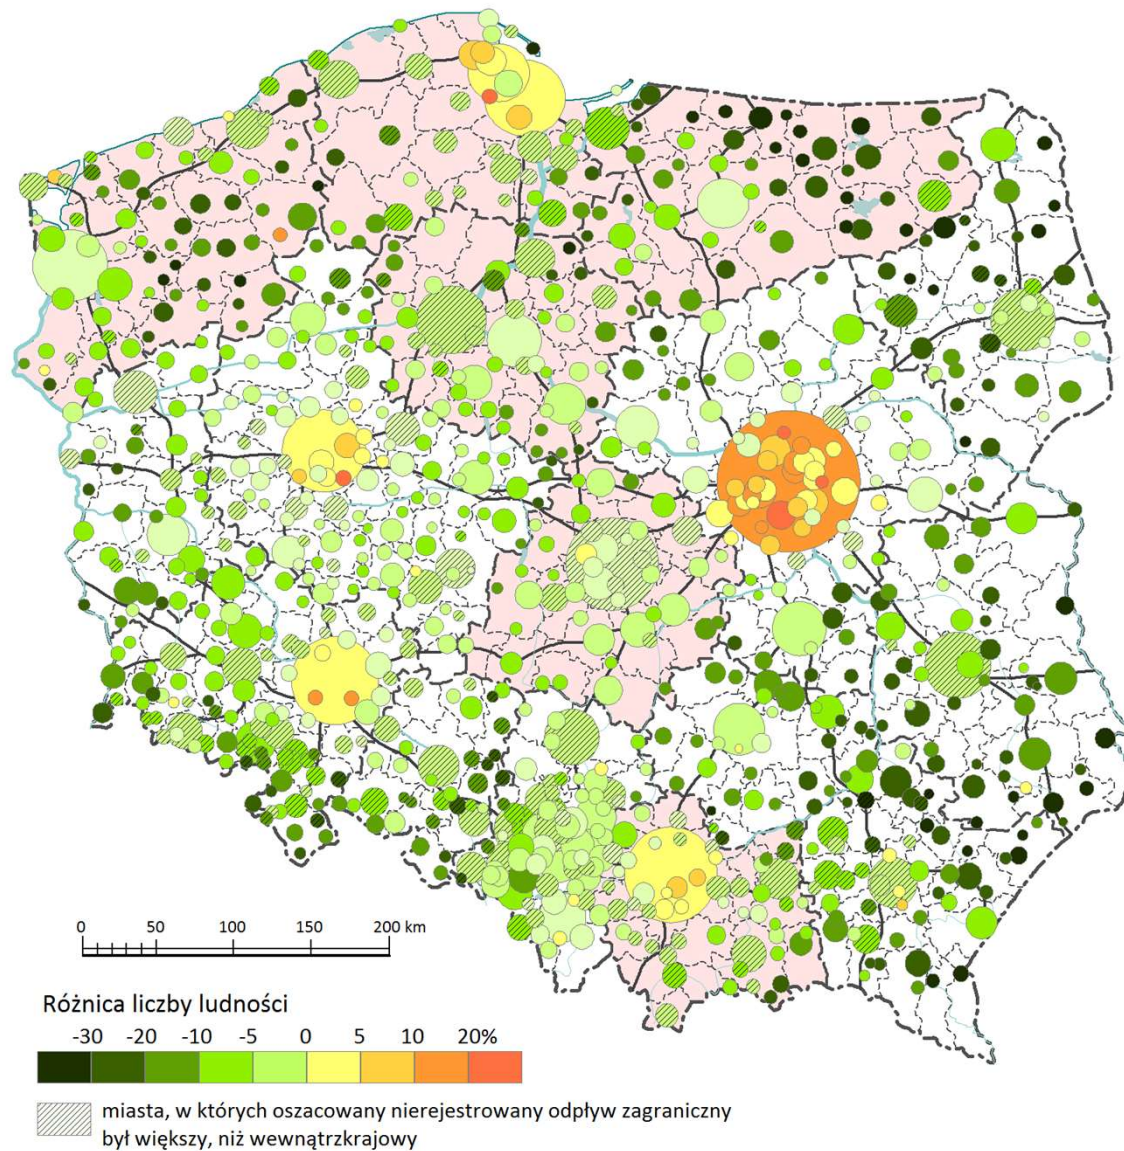 0 50 100 200 km
Różnica liczby ludności
-30 -20 -10 -5 0 5 10 20%
miasta, w których oszacowany nierejestrowany odpływ zagraniczny
był większy, niż wewnątrzkrajowy